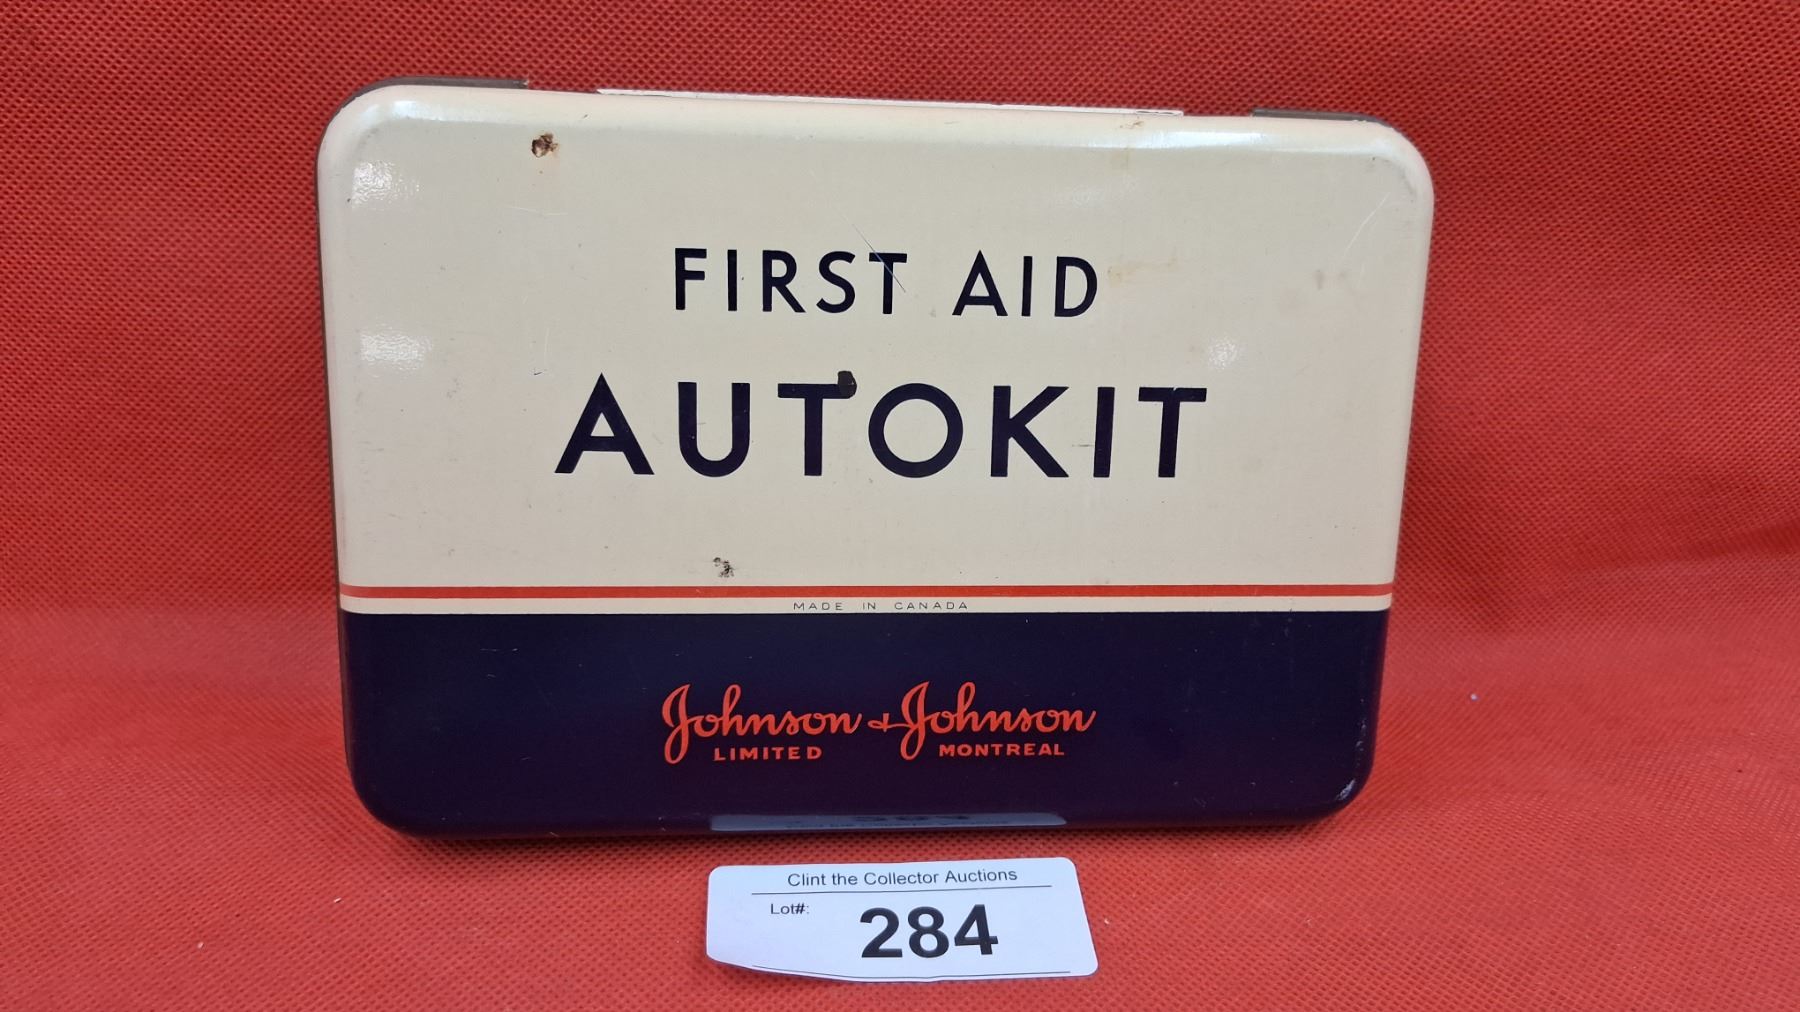 FIRST AID
AUTOKIT
MADE IN CANADA
Johnson & Johnson
LIMITED MONTREAL
Clint the Collector Auctions
Lot#: 284